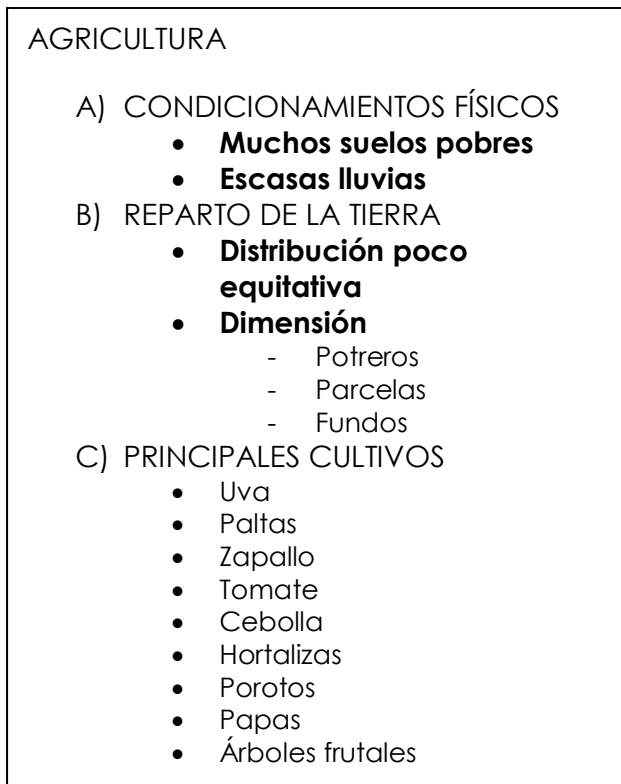 AGRICULTURA
A) CONDICIONAMIENTOS FÍSICOS
• Muchos suelos pobres
• Escasas lluvias
B) REPARTO DE LA TIERRA
• Distribución poco
equitativa
• Dimensión
- Potreros
- Parcelas
- Fundos
C) PRINCIPALES CULTIVOS
• Uva
• Paltas
• Zapallo
• Tomate
• Cebolla
• Hortalizas
• Porotos
• Papas
• Árboles frutales